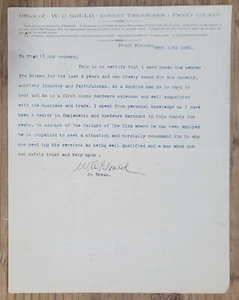 Office of W. C. GOULD, COUNTY TREASURER, PRATT COUNTY
Pratt, Kansas, Sept 13th 1890.
To whom it may concern;
This is to certify that I have known the bearer
Ira Nelson for the last 6 years and can freely vouch for his honesty,
sobriety industry and faithfulness. As a machine man he is hard to
beat and he is a first class hardware salesman and well acquainted
with the business and trade. I speak from personal knowledge as I have
been a dealer in Implements and Hardware Merchant in this County for
years. On account of the failure of the firm where he has been employed
he is compelled to seek a situation and cordially recommend him to any
one needing his services as being well qualified and a man whom one
can safely trust and rely upon.
W.C. Gould
Co Treas.